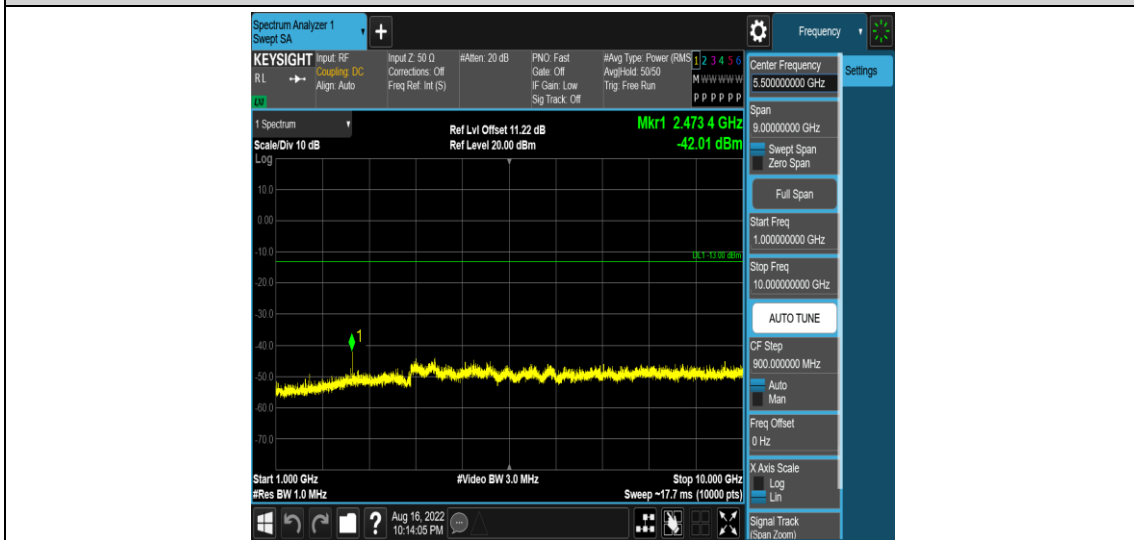 Spectrum Analyzer 1
Swept SA
+
Frequency
KEYSIGHT
RL
LXI
Input: RF
Coupling: DC
Align: Auto
Input Z: 50 Ω
Corrections: Off
Freq Ref: Int (S)
#Atten: 20 dB
PNO: Fast
Gate: Off
IF Gain: Low
Sig Track: Off
#Avg Type: Power (RMS
Avg|Hold: 50/50
Trig: Free Run
1 2 3 4 5 6
M W W W W W
P P P P P P
1 Spectrum
Scale/Div 10 dB
Log
Ref Lvl Offset 11.22 dB
Ref Level 20.00 dBm
Mkr1 2.473 4 GHz
-42.01 dBm
10.0
0.00
-10.0
DL1 -13.00 dBm
-20.0
-30.0
1
-40.0
-50.0
-60.0
-70.0
Start 1.000 GHz
#Video BW 3.0 MHz
Stop 10.000 GHz
#Res BW 1.0 MHz
Sweep ~17.7 ms (10000 pts)
?
Aug 16, 2022
10:14:05 PM
Center Frequency
5.500000000 GHz
Settings
Span
9.00000000 GHz
Swept Span
Zero Span
Full Span
Start Freq
1.000000000 GHz
Stop Freq
10.000000000 GHz
AUTO TUNE
CF Step
900.000000 MHz
Auto
Man
Freq Offset
0 Hz
X Axis Scale
Log
Lin
Signal Track
(Span Zoom)